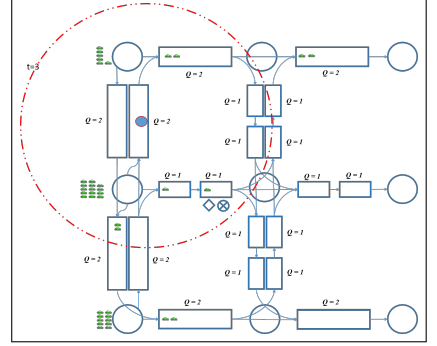 t=3
Q = 2
Q = 2
Q = 1
Q = 1
Q = 2
Q = 2
Q = 1
Q = 1
Q = 1
Q = 1
Q = 1
Q = 1
Q = 1
Q = 1
Q = 2
Q = 2
Q = 1
Q = 1
Q = 2
Q = 2